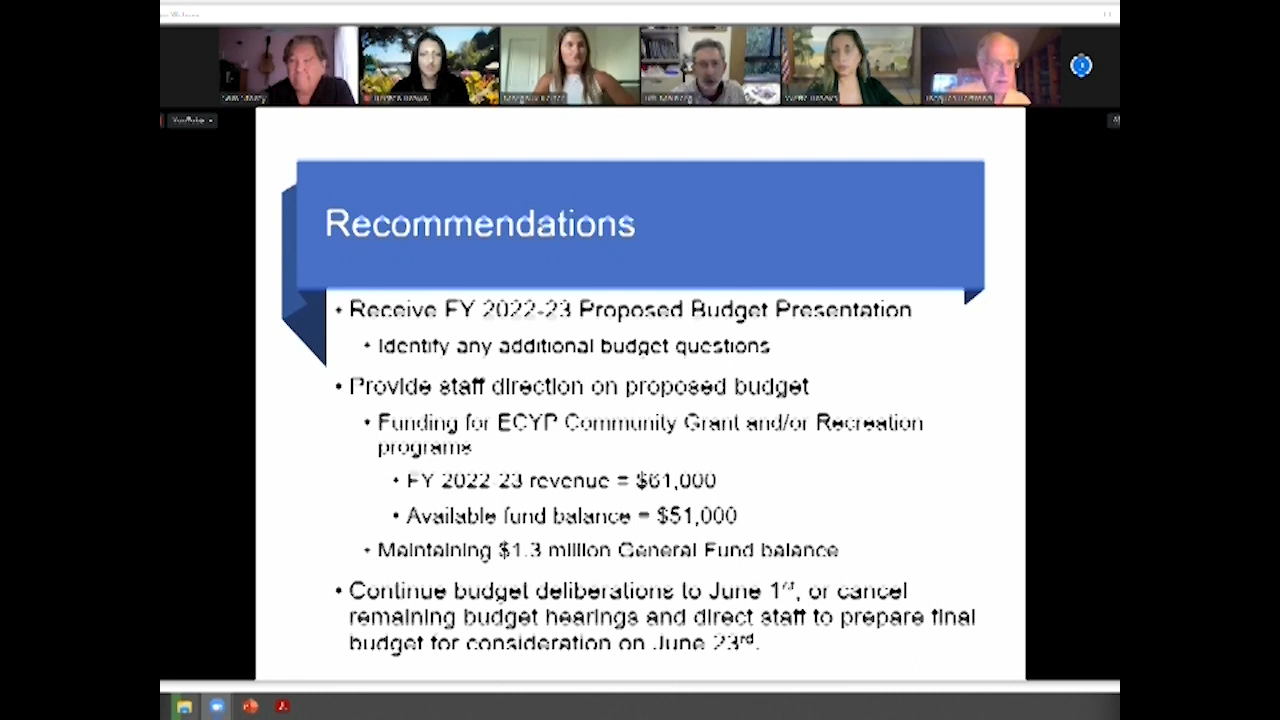 Recommendations
• Receive FY 2022-23 Proposed Budget Presentation
• Identify any additional budget questions
• Provide staff direction on proposed budget
• Funding for ECYP Community Grant and/or Recreation
programs
• FY 2022-23 revenue = $61,000
• Available fund balance = $51,000
• Maintaining $1.3 million General Fund balance
• Continue budget deliberations to June 1st, or cancel
remaining budget hearings and direct staff to prepare final
budget for consideration on June 23rd.